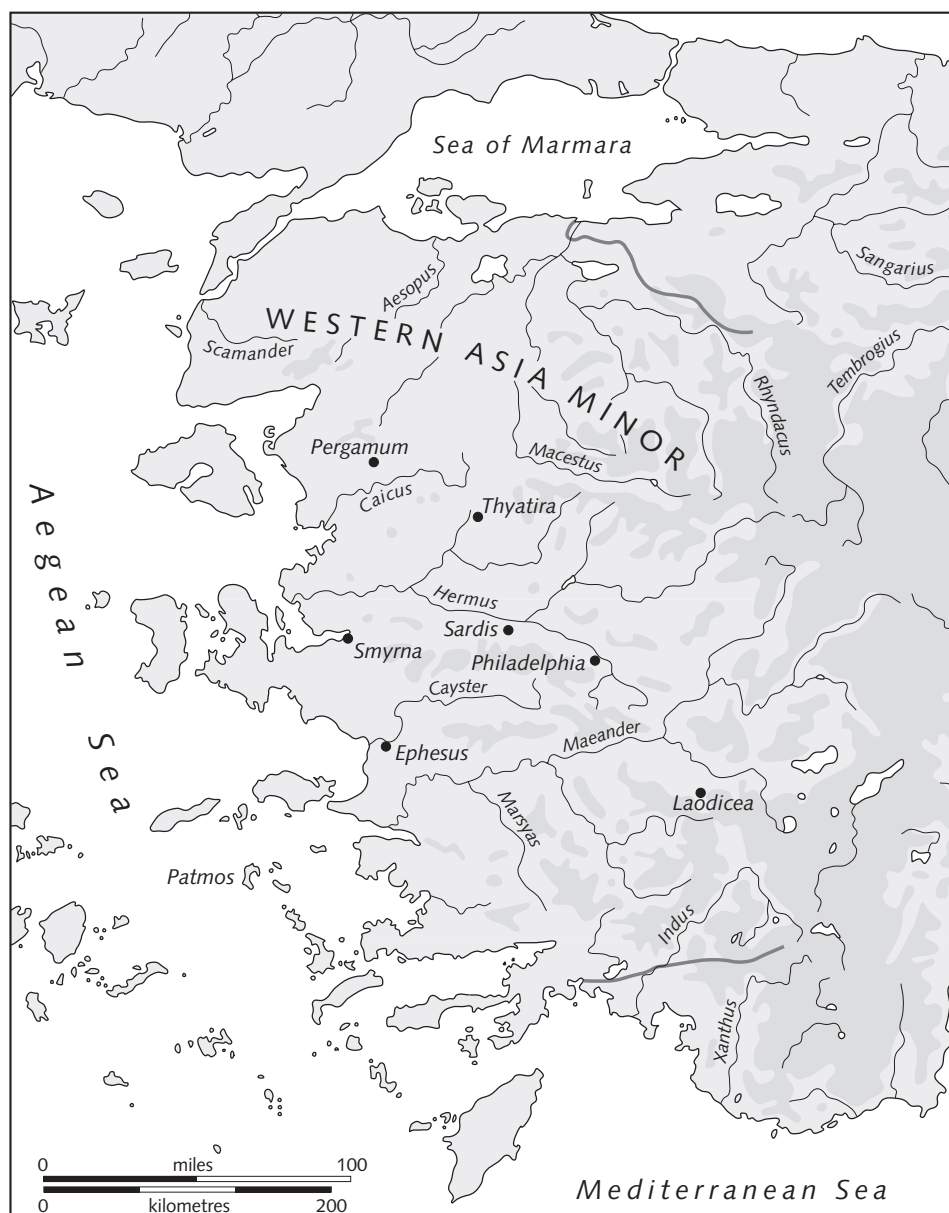 Sea of Marmara
Sangarius
Aesopus
WESTERN ASIA MINOR
Scamander
Tembrogius
Rhyndacus
Pergamum
Macestus
Caicus
Thyatira
Aegean Sea
Hermus
Sardis
Smyrna
Philadelphia
Cayster
Maeander
Ephesus
Laodicea
Marsyas
Patmos
Indus
Xanthus
0 miles 100
0 kilometres 200
Mediterranean Sea